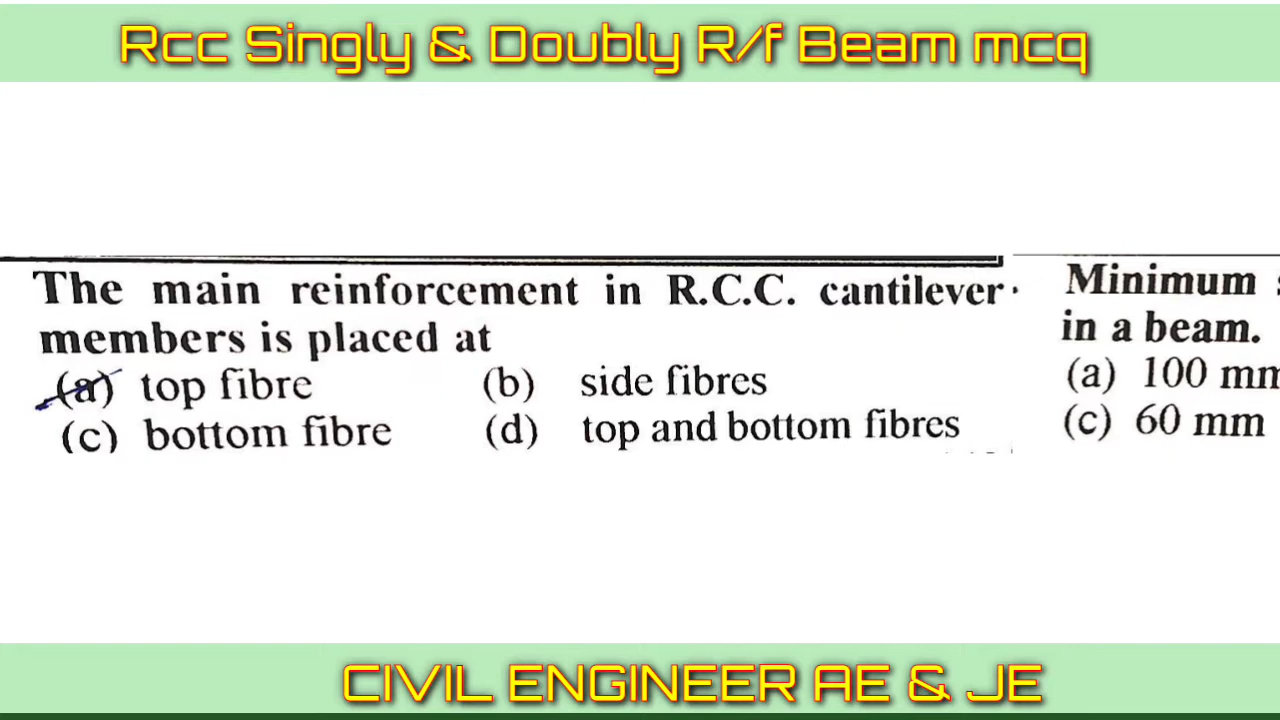 Rcc Singly & Doubly R/f Beam mcq
The main reinforcement in R.C.C. cantilever
members is placed at
(a) top fibre (b) side fibres
(c) bottom fibre (d) top and bottom fibres
Minimum
in a beam.
(a) 100 mm
(c) 60 mm
CIVIL ENGINEER AE & JE